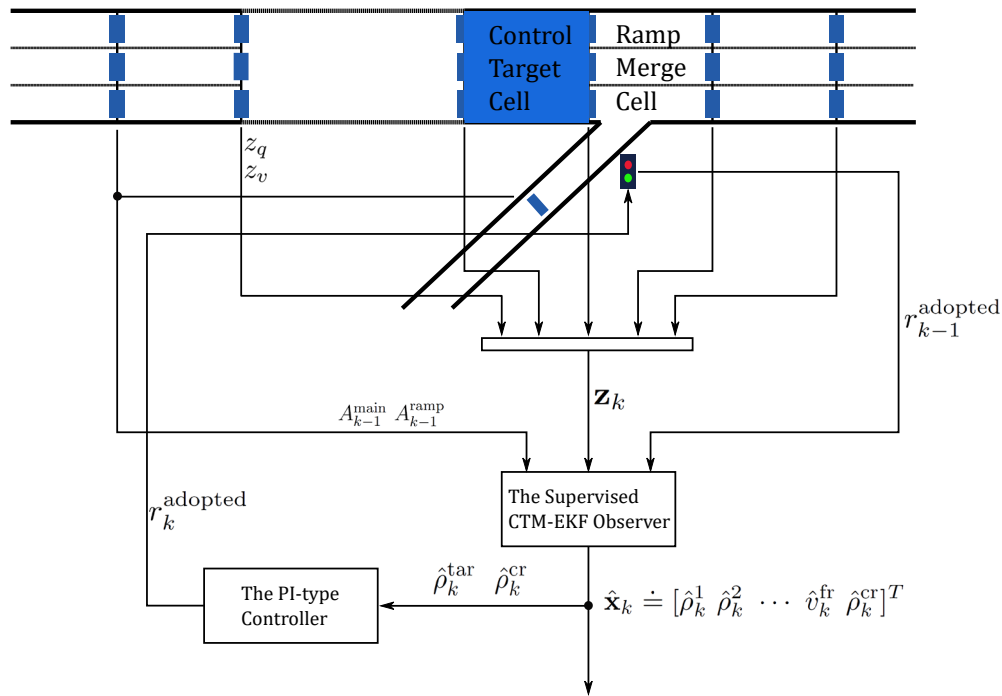 Control Ramp
Target Merge
Cell Cell
z_q
z_v
r_{k-1}^{adopted}
𝐳_k
A_{k-1}^{main} A_{k-1}^{ramp}
The Supervised
CTM-EKF Observer
r_k^{adopted}
ρ̂_k^{tar} ρ̂_k^{cr}
The PI-type
Controller
𝐱̂_k ≐ [ρ̂_k^1 ρ̂_k^2 ⋯ v̂_k^{fr} ρ̂_k^{cr}]^T